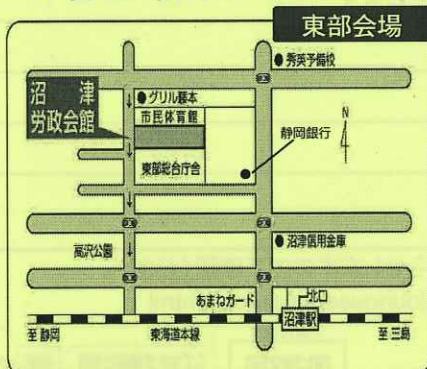 東部会場
秀英予備校
沼津
労政会館
グリル藤本
市民体育館
N
静岡銀行
東部総合庁舎
高沢公園
沼津信用金庫
あまねガード
北口
沼津駅
至 静岡
東海道本線
至 三島